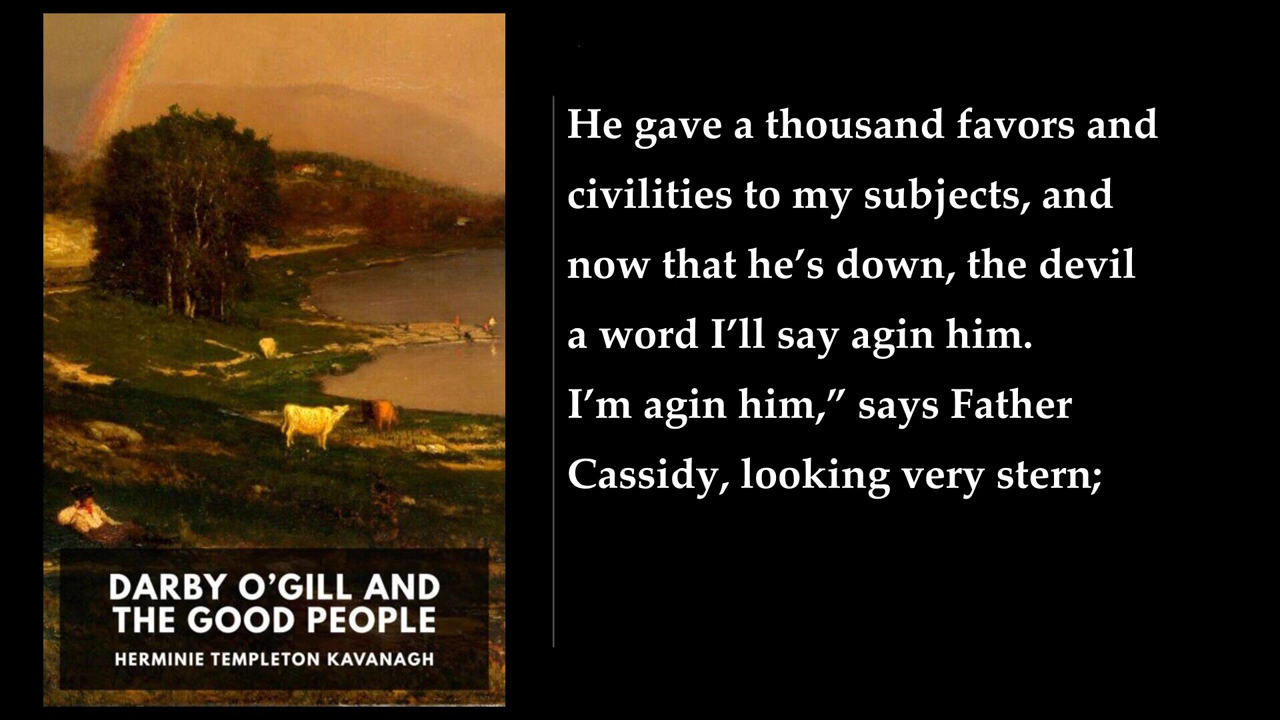 He gave a thousand favors and
civilities to my subjects, and
now that he’s down, the devil
a word I’ll say agin him.
I’m agin him,” says Father
Cassidy, looking very stern;
DARBY O’GILL AND
THE GOOD PEOPLE
HERMINIE TEMPLETON KAVANAGH